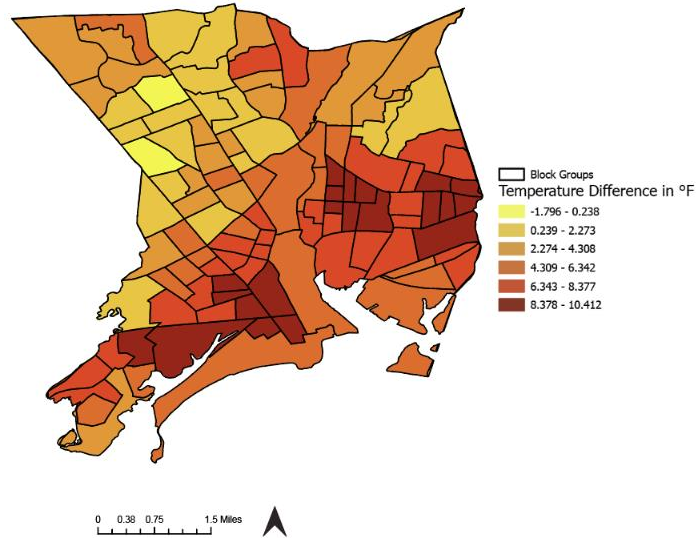 Block Groups
Temperature Difference in °F
-1.796 - 0.238
0.239 - 2.273
2.274 - 4.308
4.309 - 6.342
6.343 - 8.377
8.378 - 10.412
0 0.38 0.75 1.5 Miles